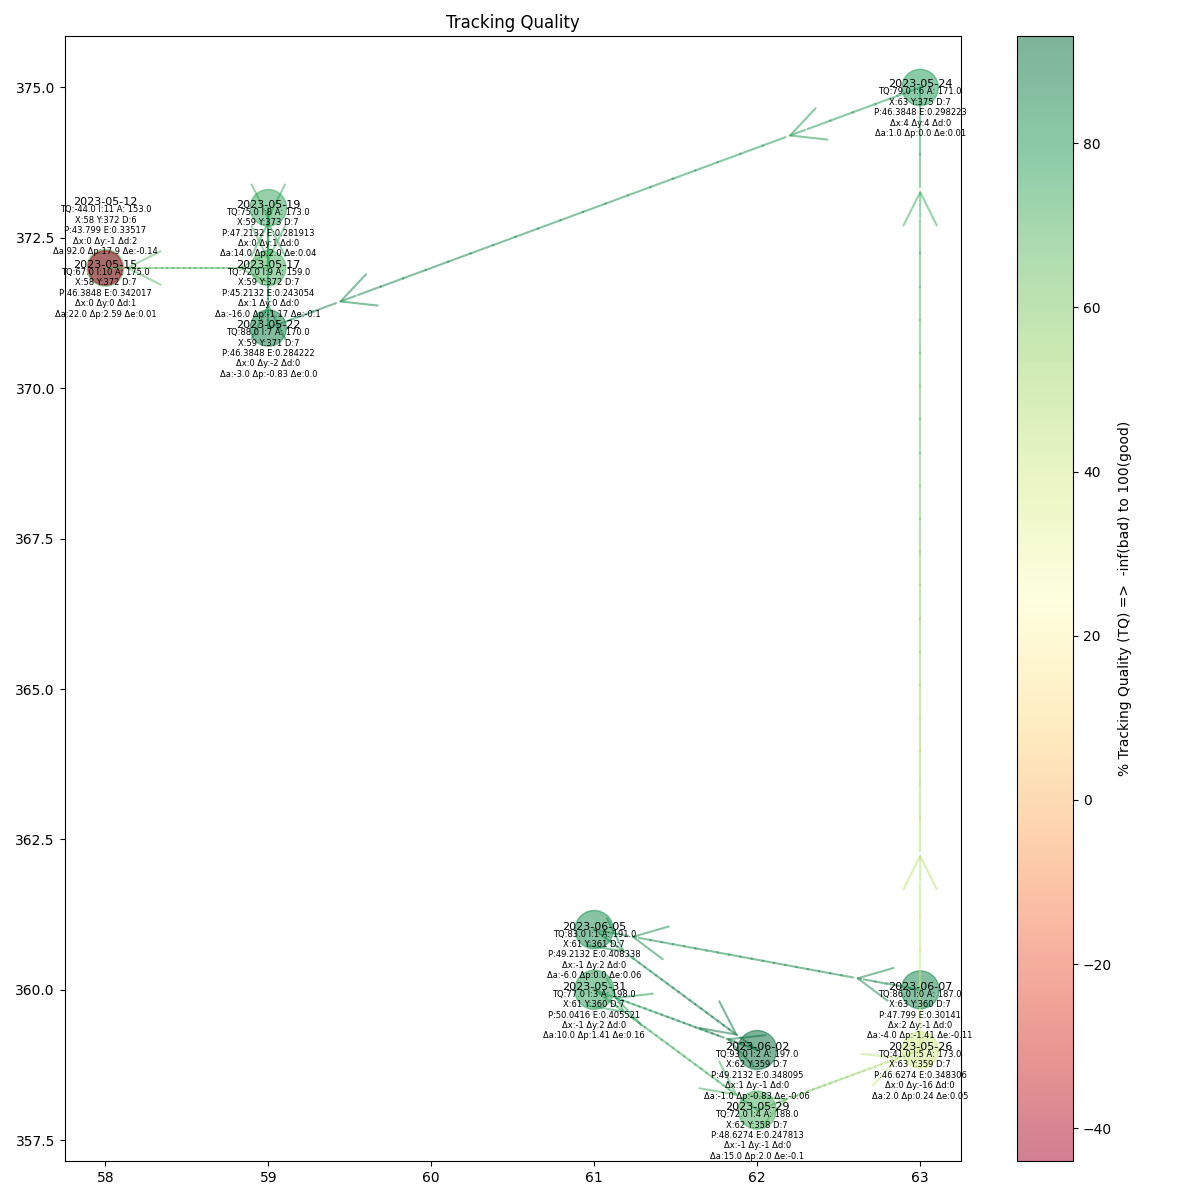 Tracking Quality
375.0
372.5
370.0
367.5
365.0
362.5
360.0
357.5
58
59
60
61
62
63
2023-05-24
TQ:79.0 I:6 A: 171.0
X:63 Y:375 D:7
P:46.3848 E:0.298223
Δx:4 Δy:4 Δd:0
Δa:1.0 Δp:0.0 Δe:0.01
2023-05-12
TQ:-44.0 I:11 A: 153.0
X:58 Y:372 D:6
P:43.799 E:0.33517
Δx:0 Δy:-1 Δd:2
Δa:92.0 Δp:17.9 Δe:-0.14
2023-05-15
TQ:67.0 I:10 A: 175.0
X:58 Y:372 D:7
P:46.3848 E:0.342017
Δx:0 Δy:0 Δd:1
Δa:22.0 Δp:2.59 Δe:0.01
2023-05-19
TQ:75.0 I:8 A: 173.0
X:59 Y:373 D:7
P:47.2132 E:0.281913
Δx:0 Δy:1 Δd:0
Δa:14.0 Δp:2.0 Δe:0.04
2023-05-17
TQ:72.0 I:9 A: 159.0
X:59 Y:372 D:7
P:45.2132 E:0.243054
Δx:1 Δy:0 Δd:0
Δa:-16.0 Δp:-1.17 Δe:-0.1
2023-05-22
TQ:88.0 I:7 A: 170.0
X:59 Y:371 D:7
P:46.3848 E:0.284222
Δx:0 Δy:-2 Δd:0
Δa:-3.0 Δp:-0.83 Δe:0.0
2023-06-05
TQ:83.0 I:1 A: 191.0
X:61 Y:361 D:7
P:49.2132 E:0.408338
Δx:-1 Δy:2 Δd:0
Δa:-6.0 Δp:0.0 Δe:0.06
2023-05-31
TQ:77.0 I:3 A: 198.0
X:61 Y:360 D:7
P:50.0416 E:0.405521
Δx:-1 Δy:2 Δd:0
Δa:10.0 Δp:1.41 Δe:0.16
2023-06-07
TQ:86.0 I:0 A: 187.0
X:63 Y:360 D:7
P:47.799 E:0.30141
Δx:2 Δy:-1 Δd:0
Δa:-4.0 Δp:-1.41 Δe:-0.11
2023-06-02
TQ:93.0 I:2 A: 197.0
X:62 Y:359 D:7
P:49.2132 E:0.348095
Δx:1 Δy:-1 Δd:0
Δa:-1.0 Δp:-0.83 Δe:-0.06
2023-05-26
TQ:41.0 I:5 A: 173.0
X:63 Y:359 D:7
P:46.6274 E:0.348306
Δx:0 Δy:-16 Δd:0
Δa:2.0 Δp:0.24 Δe:0.05
2023-05-29
TQ:72.0 I:4 A: 188.0
X:62 Y:358 D:7
P:48.6274 E:0.247813
Δx:-1 Δy:-1 Δd:0
Δa:15.0 Δp:2.0 Δe:-0.1
80
60
40
20
0
−20
−40
% Tracking Quality (TQ) => -inf(bad) to 100(good)